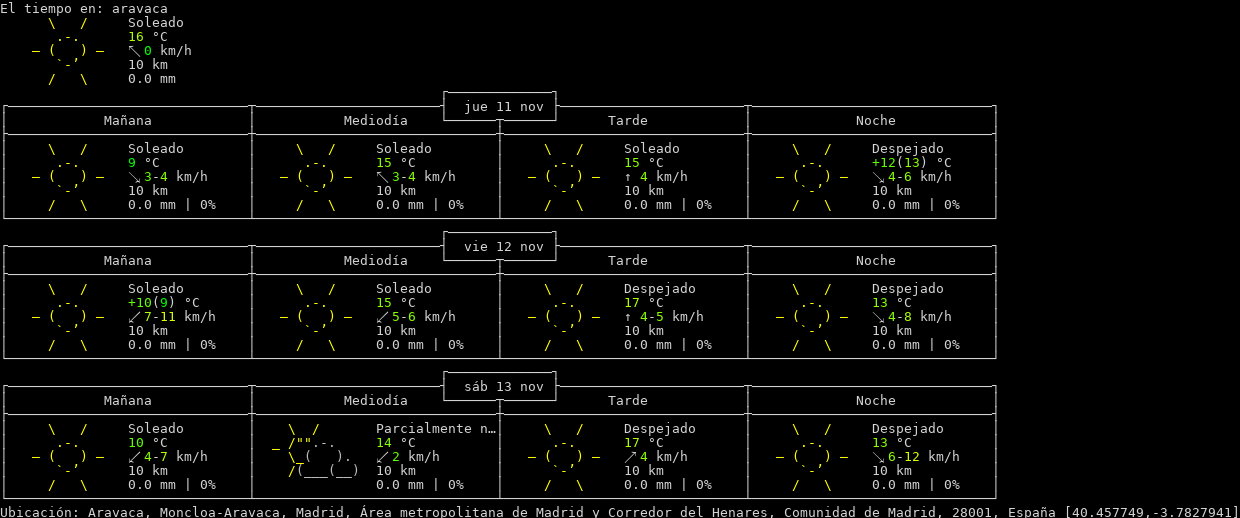 El tiempo en: aravaca
Soleado
16 °C
↖ 0 km/h
10 km
0.0 mm
jue 11 nov
Mañana Mediodía Tarde Noche
Soleado Soleado Soleado Despejado
9 °C 15 °C 15 °C +12(13) °C
↘ 3-4 km/h ↖ 3-4 km/h ↑ 4 km/h ↘ 4-6 km/h
10 km 10 km 10 km 10 km
0.0 mm | 0% 0.0 mm | 0% 0.0 mm | 0% 0.0 mm | 0%
vie 12 nov
Mañana Mediodía Tarde Noche
Soleado Soleado Despejado Despejado
+10(9) °C 15 °C 17 °C 13 °C
↙ 7-11 km/h ↙ 5-6 km/h ↑ 4-5 km/h ↘ 4-8 km/h
10 km 10 km 10 km 10 km
0.0 mm | 0% 0.0 mm | 0% 0.0 mm | 0% 0.0 mm | 0%
sáb 13 nov
Mañana Mediodía Tarde Noche
Soleado Parcialmente n… Despejado Despejado
10 °C 14 °C 17 °C 13 °C
↙ 4-7 km/h ↙ 2 km/h ↗ 4 km/h ↘ 6-12 km/h
10 km 10 km 10 km 10 km
0.0 mm | 0% 0.0 mm | 0% 0.0 mm | 0% 0.0 mm | 0%
Ubicación: Aravaca, Moncloa-Aravaca, Madrid, Área metropolitana de Madrid y Corredor del Henares, Comunidad de Madrid, 28001, España [40.457749,-3.7827941]